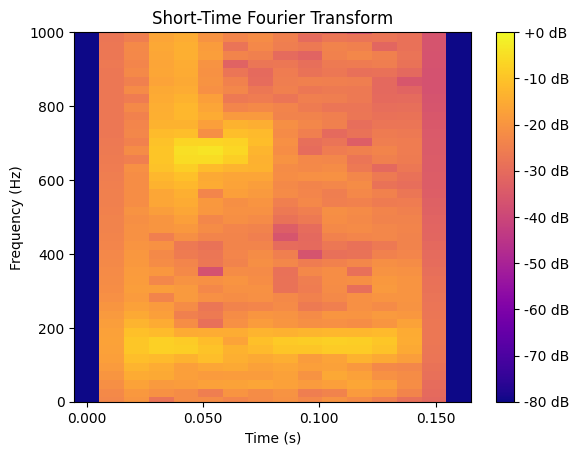 Short-Time Fourier Transform
1000
800
600
400
200
0
Frequency (Hz)
0.000
0.050
0.100
0.150
Time (s)
+0 dB
-10 dB
-20 dB
-30 dB
-40 dB
-50 dB
-60 dB
-70 dB
-80 dB